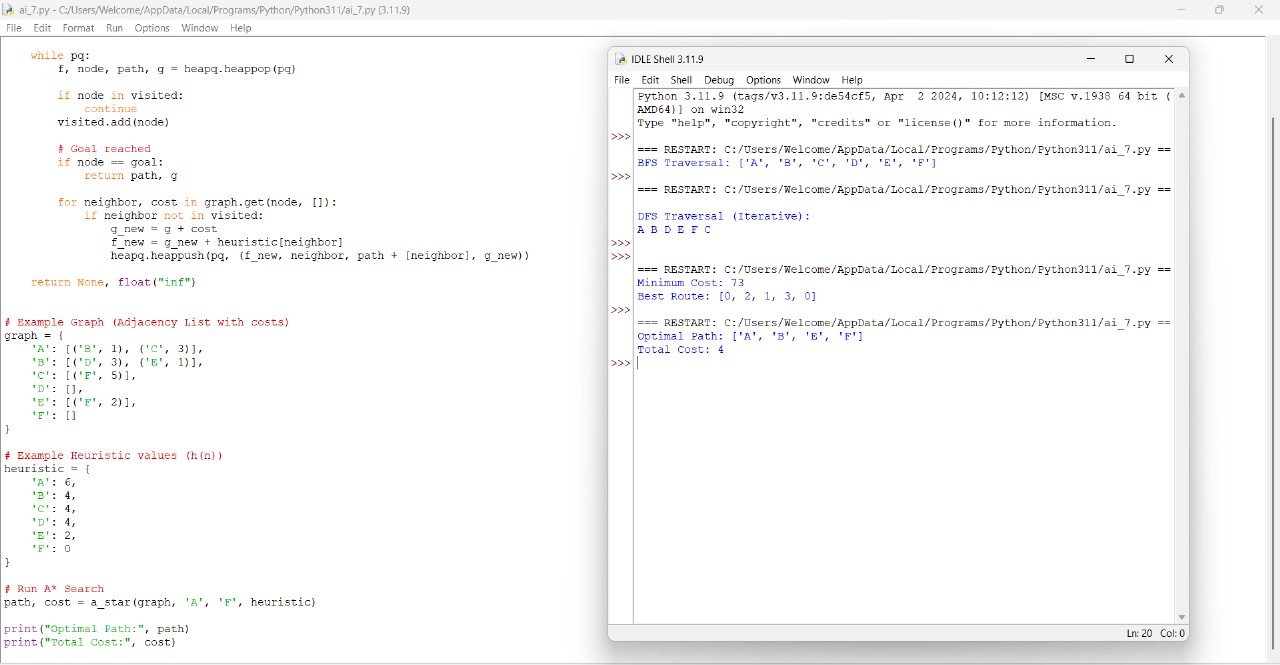 ai_7.py - C:/Users/Welcome/AppData/Local/Programs/Python/Python311/ai_7.py (3.11.9)
File Edit Format Run Options Window Help
while pq:
f, node, path, g = heapq.heappop(pq)
if node in visited:
continue
visited.add(node)
# Goal reached
if node == goal:
return path, g
for neighbor, cost in graph.get(node, []):
if neighbor not in visited:
g_new = g + cost
f_new = g_new + heuristic[neighbor]
heapq.heappush(pq, (f_new, neighbor, path + [neighbor], g_new))
return None, float("inf")
# Example Graph (Adjacency List with costs)
graph = {
'A': [('B', 1), ('C', 3)],
'B': [('D', 3), ('E', 1)],
'C': [('F', 5)],
'D': [],
'E': [('F', 2)],
'F': []
}
# Example Heuristic values (h(n))
heuristic = {
'A': 6,
'B': 4,
'C': 4,
'D': 4,
'E': 2,
'F': 0
}
# Run A* Search
path, cost = a_star(graph, 'A', 'F', heuristic)
print("Optimal Path:", path)
print("Total Cost:", cost)
IDLE Shell 3.11.9
File Edit Shell Debug Options Window Help
Python 3.11.9 (tags/v3.11.9:de54cf5, Apr  2 2024, 10:12:12) [MSC v.1938 64 bit (
AMD64)] on win32
Type "help", "copyright", "credits" or "license()" for more information.
>>>
=== RESTART: C:/Users/Welcome/AppData/Local/Programs/Python/Python311/ai_7.py ==
BFS Traversal: ['A', 'B', 'C', 'D', 'E', 'F']
>>>
=== RESTART: C:/Users/Welcome/AppData/Local/Programs/Python/Python311/ai_7.py ==
DFS Traversal (Iterative):
A B D E F C
>>>
>>>
=== RESTART: C:/Users/Welcome/AppData/Local/Programs/Python/Python311/ai_7.py ==
Minimum Cost: 73
Best Route: [0, 2, 1, 3, 0]
>>>
=== RESTART: C:/Users/Welcome/AppData/Local/Programs/Python/Python311/ai_7.py ==
Optimal Path: ['A', 'B', 'E', 'F']
Total Cost: 4
>>>
Ln: 20 Col: 0